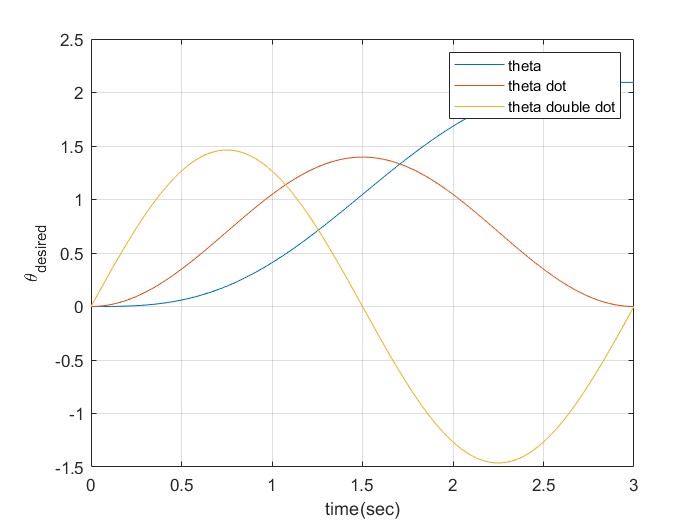 2.5
2
1.5
1
0.5
0
-0.5
-1
-1.5
θdesired
theta
theta dot
theta double dot
0 0.5 1 1.5 2 2.5 3
time(sec)